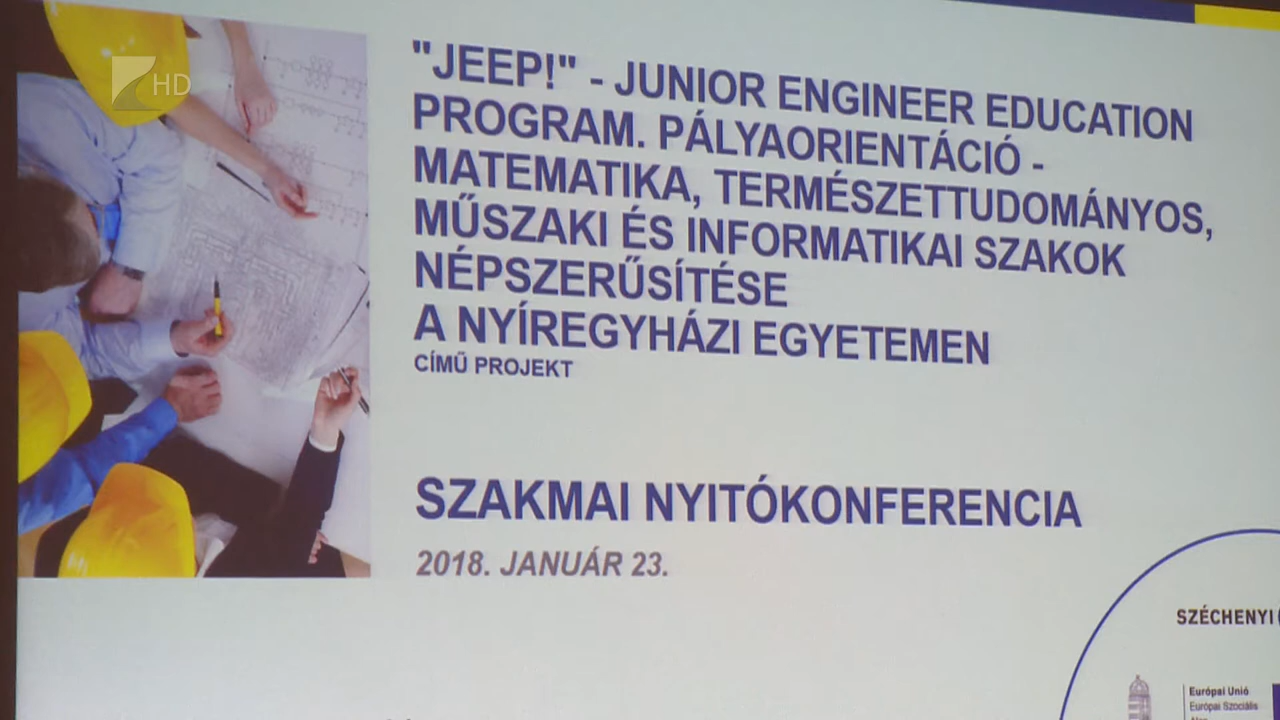 HD
"JEEP!" - JUNIOR ENGINEER EDUCATION
PROGRAM. PÁLYAORIENTÁCIÓ -
MATEMATIKA, TERMÉSZETTUDOMÁNYOS,
MŰSZAKI ÉS INFORMATIKAI SZAKOK
NÉPSZERŰSÍTÉSE
A NYÍREGYHÁZI EGYETEMEN
CÍMŰ PROJEKT
SZAKMAI NYITÓKONFERENCIA
2018. JANUÁR 23.
SZÉCHENYI
Európai Unió
Európai Szociális